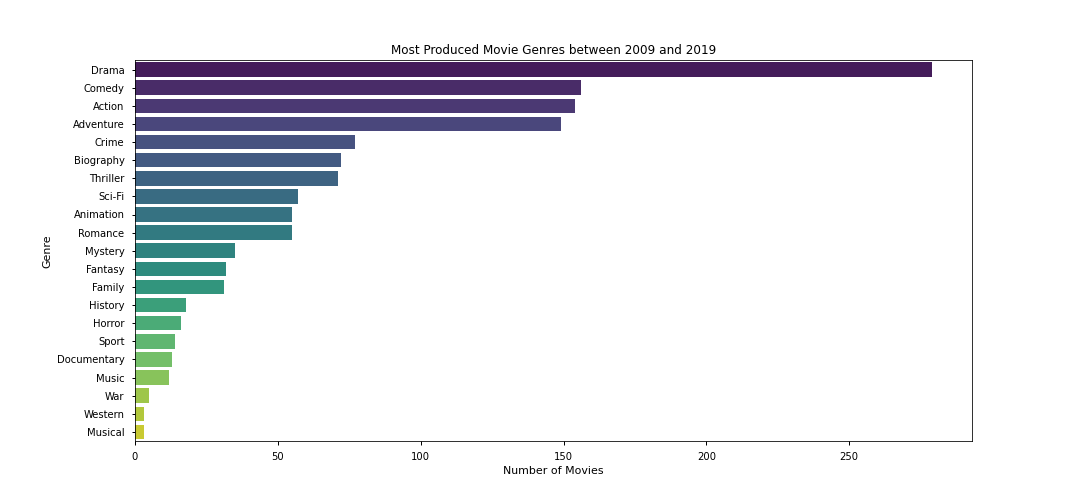 Most Produced Movie Genres between 2009 and 2019
Genre
Drama
Comedy
Action
Adventure
Crime
Biography
Thriller
Sci-Fi
Animation
Romance
Mystery
Fantasy
Family
History
Horror
Sport
Documentary
Music
War
Western
Musical
0 50 100 150 200 250
Number of Movies